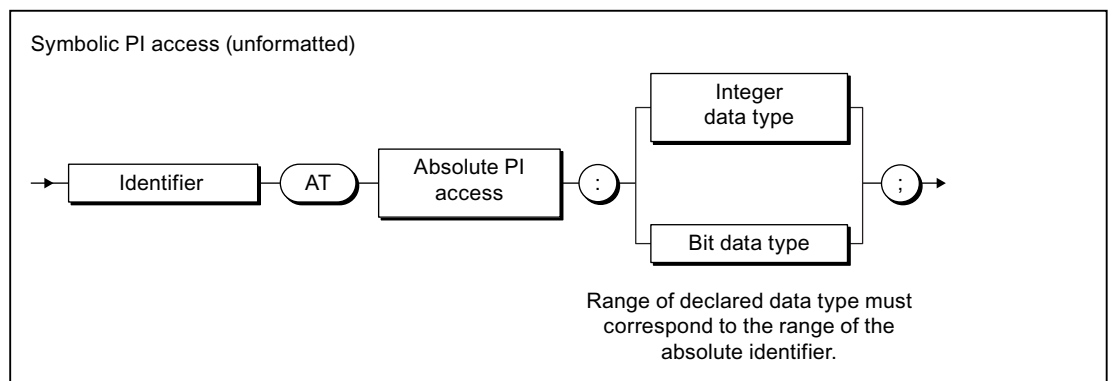 Symbolic PI access (unformatted)
Integer
data type
Identifier
AT
Absolute PI
access
:
;
Bit data type
Range of declared data type must
correspond to the range of the
absolute identifier.